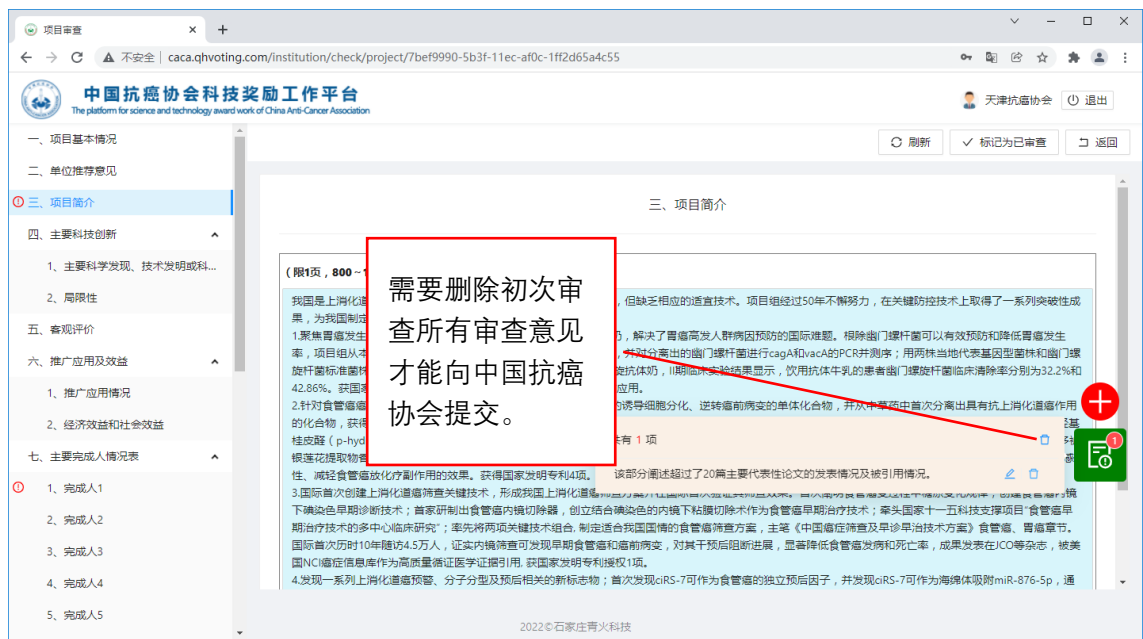 项目审查
不安全 | caca.qhvoting.com/institution/check/project/7bef9990-5b3f-11ec-af0c-1ff2d65a4c55
中国抗癌协会科技奖励工作平台
The platform for science and technology award work of China Anti-Cancer Association
天津抗癌协会
退出
一、项目基本情况
二、单位推荐意见
三、项目简介
四、主要科技创新
1、主要科学发现、技术发明或科...
2、局限性
五、客观评价
六、推广应用及效益
1、推广应用情况
2、经济效益和社会效益
七、主要完成人情况表
1、完成人1
2、完成人2
3、完成人3
4、完成人4
5、完成人5
刷新
标记为已审查
返回
三、项目简介
（限1页，800～1
我国是上消化道
，但缺乏相应的适宜技术。项目组经过50年不懈努力，在关键防控技术上取得了一系列突破性成
果，为我国制定
1.聚焦胃癌发生
，解决了胃癌高发人群病因预防的国际难题。根除幽门螺杆菌可以有效预防和降低胃癌发生
率，项目组从本
，并对分离出的幽门螺杆菌进行cagA和vacA的PCR并测序；用两株当地代表基因型菌株和幽门螺
旋杆菌标准菌株
旋抗体奶，II期临床实验结果显示，饮用抗体牛乳的患者幽门螺旋杆菌临床清除率分别为32.2%和
42.86%。获国家
应用。
2.针对食管癌癌
的诱导细胞分化、逆转癌前病变的单体化合物，并从中草药中首次分离出具有抗上消化道癌作用
的化合物，获得
桂皮醛（p-hyd
银莲花提取物香
性、减轻食管癌放化疗副作用的效果。获得国家发明专利4项。
共有 1 项
该部分阐述超过了20篇主要代表性论文的发表情况及被引用情况。
1
需要删除初次审
查所有审查意见
才能向中国抗癌
协会提交。
3.国际首次创建上消化道癌筛查关键技术，形成我国上消化道癌筛查方案并在国际首次验证其筛查效果。首次阐明食管癌变过程中糖原变化规律，创建食管癌内镜
下碘染色早期诊断技术；首家研制出食管癌内镜切除器，创立结合碘染色的内镜下粘膜切除术作为食管癌早期治疗技术；牵头国家十一五科技支撑项目"食管癌早
期治疗技术的多中心临床研究"；率先将两项关键技术组合, 制定适合我国国情的食管癌筛查方案，主笔《中国癌症筛查及早诊早治技术方案》食管癌、胃癌章节。
国际首次历时10年随访4.5万人，证实内镜筛查可发现早期食管癌和癌前病变，对其干预后阻断进展，显著降低食管癌发病和死亡率，成果发表在JCO等杂志，被美
国NCI癌症信息库作为高质量循证医学证据引用. 获国家发明专利授权1项。
4.发现一系列上消化道癌预警、分子分型及预后相关的新标志物；首次发现ciRS-7可作为食管癌的独立预后因子，并发现ciRS-7可作为海绵体吸附miR-876-5p，通
2022©石家庄青火科技